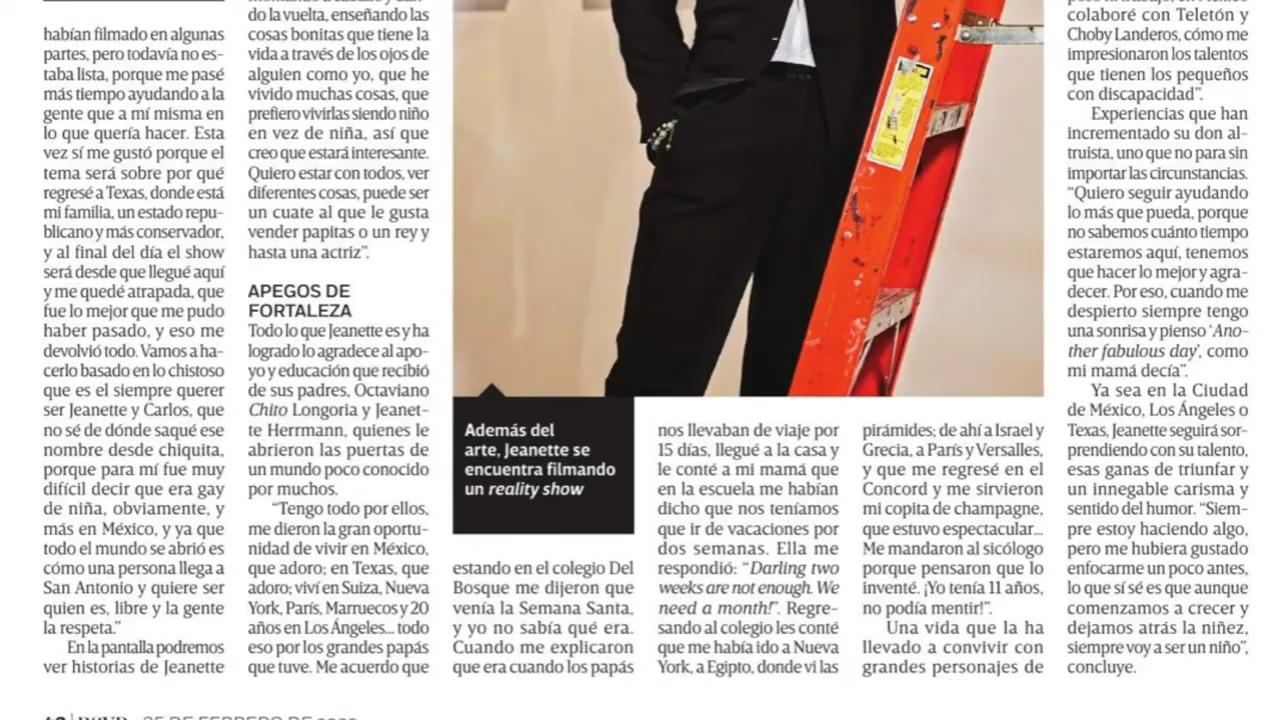 habían filmado en algunas
partes, pero todavía no es-
taba lista, porque me pasé
más tiempo ayudando a la
gente que a mí misma en
lo que quería hacer. Esta
vez sí me gustó porque el
tema será sobre por qué
regresé a Texas, donde está
mi familia, un estado repu-
blicano y más conservador,
y al final del día el show
será desde que llegué aquí
y me quedé atrapada, que
fue lo mejor que me pudo
haber pasado, y eso me
devolvió todo. Vamos a ha-
cerlo basado en lo chistoso
que es el siempre querer
ser Jeanette y Carlos, que
no sé de dónde saqué ese
nombre desde chiquita,
porque para mí fue muy
difícil decir que era gay
de niña, obviamente, y
más en México, y ya que
todo el mundo se abrió es
cómo una persona llega a
San Antonio y quiere ser
quien es, libre y la gente
la respeta.”
En la pantalla podremos
ver historias de Jeanette
do la vuelta, enseñando las
cosas bonitas que tiene la
vida a través de los ojos de
alguien como yo, que he
vivido muchas cosas, que
prefiero vivirlas siendo niño
en vez de niña, así que
creo que estará interesante.
Quiero estar con todos, ver
diferentes cosas, puede ser
un cuate al que le gusta
vender papitas o un rey y
hasta una actriz”.
APEGOS DE
FORTALEZA
Todo lo que Jeanette es y ha
logrado lo agradece al apo-
yo y educación que recibió
de sus padres, Octaviano
Chito Longoria y Jeanet-
te Herrmann, quienes le
abrieron las puertas de
un mundo poco conocido
por muchos.
“Tengo todo por ellos,
me dieron la gran oportu-
nidad de vivir en México,
que adoro; en Texas, que
adoro; viví en Suiza, Nueva
York, París, Marruecos y 20
años en Los Ángeles... todo
eso por los grandes papás
que tuve. Me acuerdo que
Además del
arte, Jeanette se
encuentra filmando
un reality show
estando en el colegio Del
Bosque me dijeron que
venía la Semana Santa,
y yo no sabía qué era.
Cuando me explicaron
que era cuando los papás
nos llevaban de viaje por
15 días, llegué a la casa y
le conté a mi mamá que
en la escuela me habían
dicho que nos teníamos
que ir de vacaciones por
dos semanas. Ella me
respondió: “Darling two
weeks are not enough. We
need a month!”. Regre-
sando al colegio les conté
que me había ido a Nueva
York, a Egipto, donde vi las
pirámides; de ahí a Israel y
Grecia, a París y Versalles,
y que me regresé en el
Concord y me sirvieron
mi copita de champagne,
que estuvo espectacular...
Me mandaron al sicólogo
porque pensaron que lo
inventé. ¡Yo tenía 11 años,
no podía mentir!”.
Una vida que la ha
llevado a convivir con
grandes personajes de
colaboré con Teletón y
Choby Landeros, cómo me
impresionaron los talentos
que tienen los pequeños
con discapacidad”.
Experiencias que han
incrementado su don al-
truista, uno que no para sin
importar las circunstancias.
“Quiero seguir ayudando
lo más que pueda, porque
no sabemos cuánto tiempo
estaremos aquí, tenemos
que hacer lo mejor y agra-
decer. Por eso, cuando me
despierto siempre tengo
una sonrisa y pienso ‘Ano-
ther fabulous day’, como
mi mamá decía”.
Ya sea en la Ciudad
de México, Los Ángeles o
Texas, Jeanette seguirá sor-
prendiendo con su talento,
esas ganas de triunfar y
un innegable carisma y
sentido del humor. “Siem-
pre estoy haciendo algo,
pero me hubiera gustado
enfocarme un poco antes,
lo que sí sé es que aunque
comenzamos a crecer y
dejamos atrás la niñez,
siempre voy a ser un niño”,
concluye.
25 DE FEBRERO DE